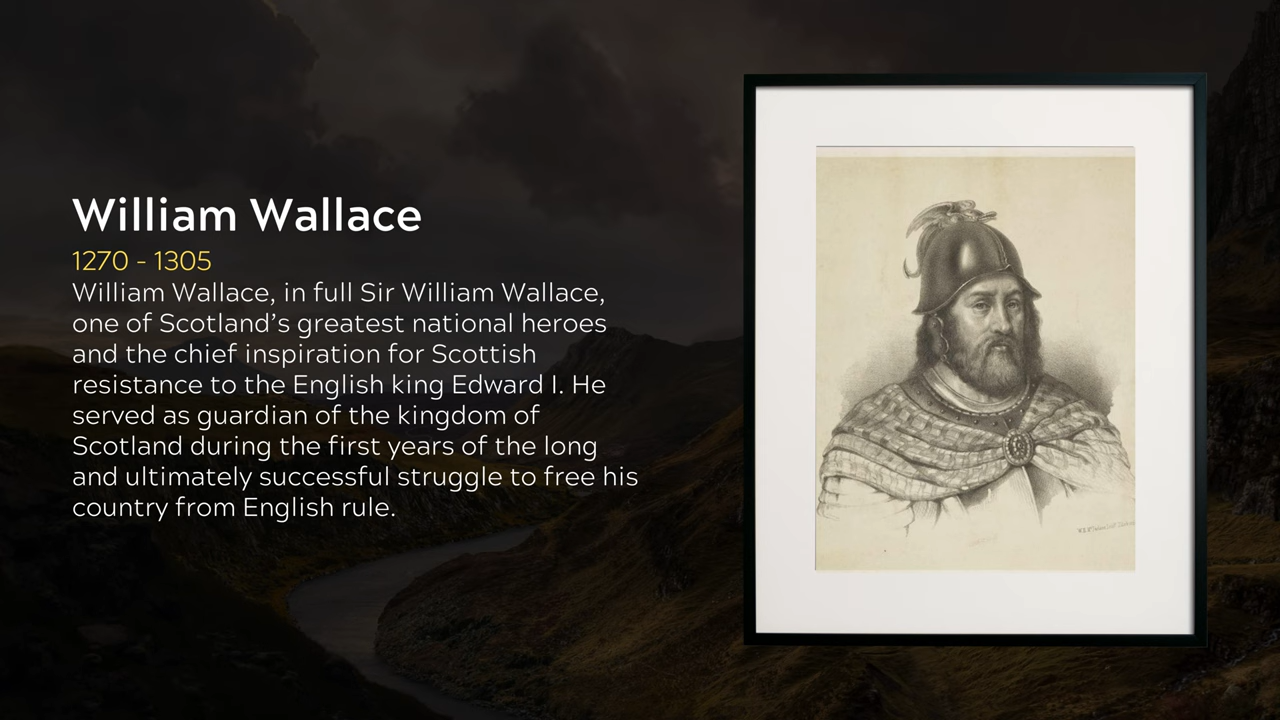 William Wallace
1270 - 1305
William Wallace, in full Sir William Wallace,
one of Scotland's greatest national heroes
and the chief inspiration for Scottish
resistance to the English king Edward I. He
served as guardian of the kingdom of
Scotland during the first years of the long
and ultimately successful struggle to free his
country from English rule.